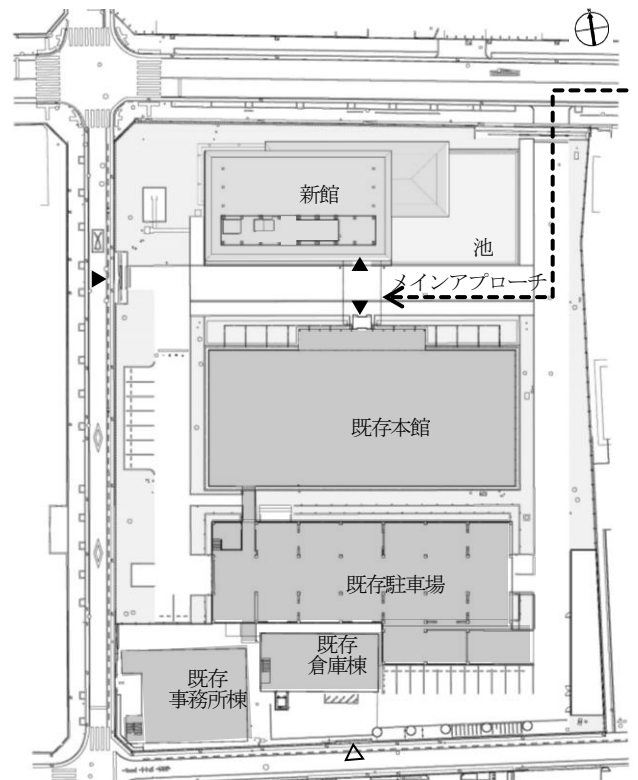 新館
池
メインアプローチ
既存本館
既存駐車場
既存
倉庫棟
既存
事務所棟